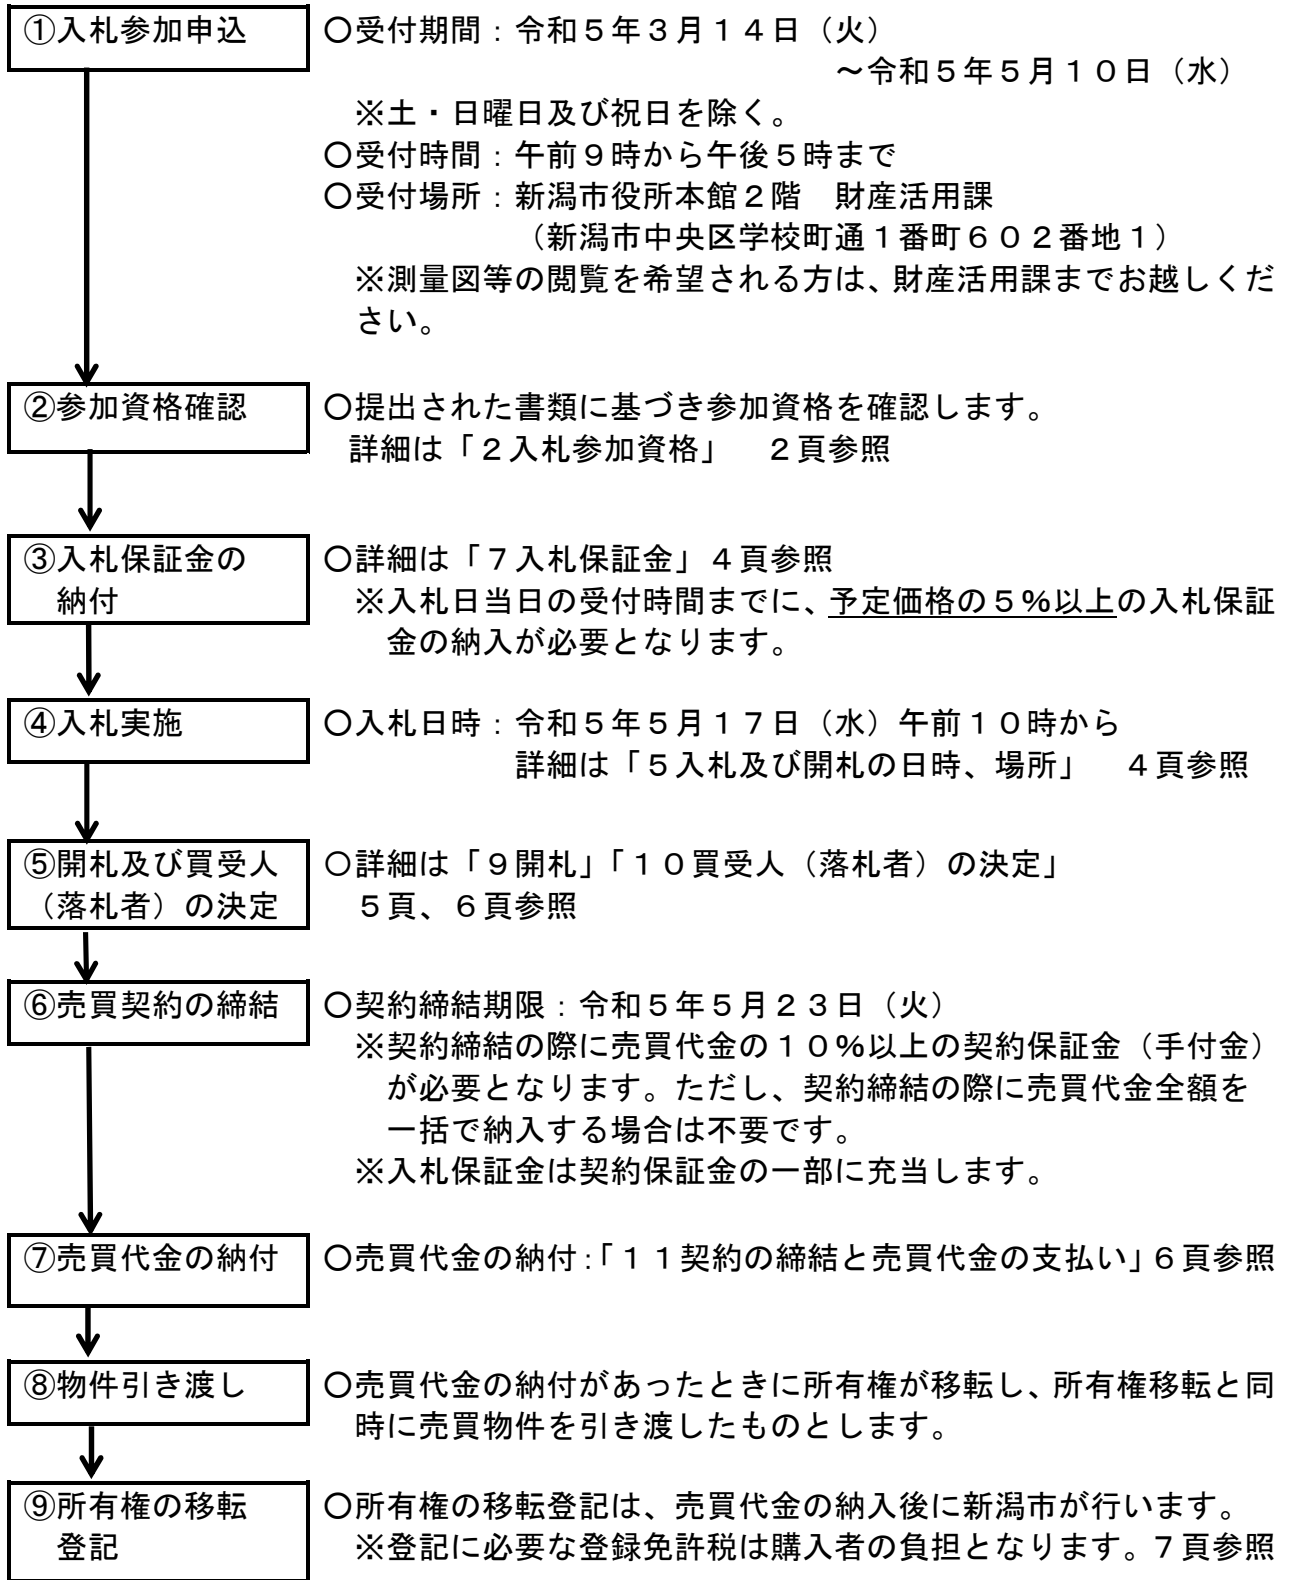 ①入札参加申込
〇受付期間：令和５年３月１４日（火）
～令和５年５月１０日（水）
※土・日曜日及び祝日を除く。
〇受付時間：午前９時から午後５時まで
〇受付場所：新潟市役所本館２階　財産活用課
（新潟市中央区学校町通１番町６０２番地１）
※測量図等の閲覧を希望される方は、財産活用課までお越しくだ
さい。
②参加資格確認
〇提出された書類に基づき参加資格を確認します。
詳細は「２入札参加資格」　２頁参照
③入札保証金の
納付
〇詳細は「７入札保証金」４頁参照
※入札日当日の受付時間までに、予定価格の５％以上の入札保証
金の納入が必要となります。
④入札実施
〇入札日時：令和５年５月１７日（水）午前１０時から
詳細は「５入札及び開札の日時、場所」　４頁参照
⑤開札及び買受人
（落札者）の決定
〇詳細は「９開札」「１０買受人（落札者）の決定」
５頁、６頁参照
⑥売買契約の締結
〇契約締結期限：令和５年５月２３日（火）
※契約締結の際に売買代金の１０％以上の契約保証金（手付金）
が必要となります。ただし、契約締結の際に売買代金全額を
一括で納入する場合は不要です。
※入札保証金は契約保証金の一部に充当します。
⑦売買代金の納付
〇売買代金の納付：「１１契約の締結と売買代金の支払い」６頁参照
⑧物件引き渡し
〇売買代金の納付があったときに所有権が移転し、所有権移転と同
時に売買物件を引き渡したものとします。
⑨所有権の移転
登記
〇所有権の移転登記は、売買代金の納入後に新潟市が行います。
※登記に必要な登録免許税は購入者の負担となります。７頁参照